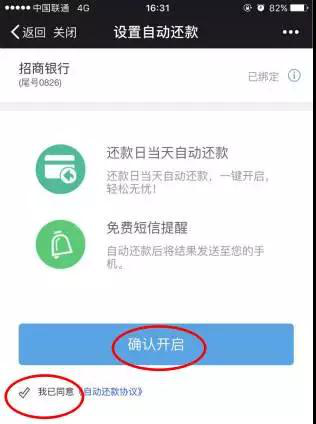 中国联通 4G 16:31 82%
返回 关闭 设置自动还款
招商银行
(尾号0826)
已绑定
还款日当天自动还款
还款日当天自动还款，一键开启，
轻松无忧！
免费短信提醒
自动还款后将结果发送至您的手
机。
确认开启
我已同意《自动还款协议》